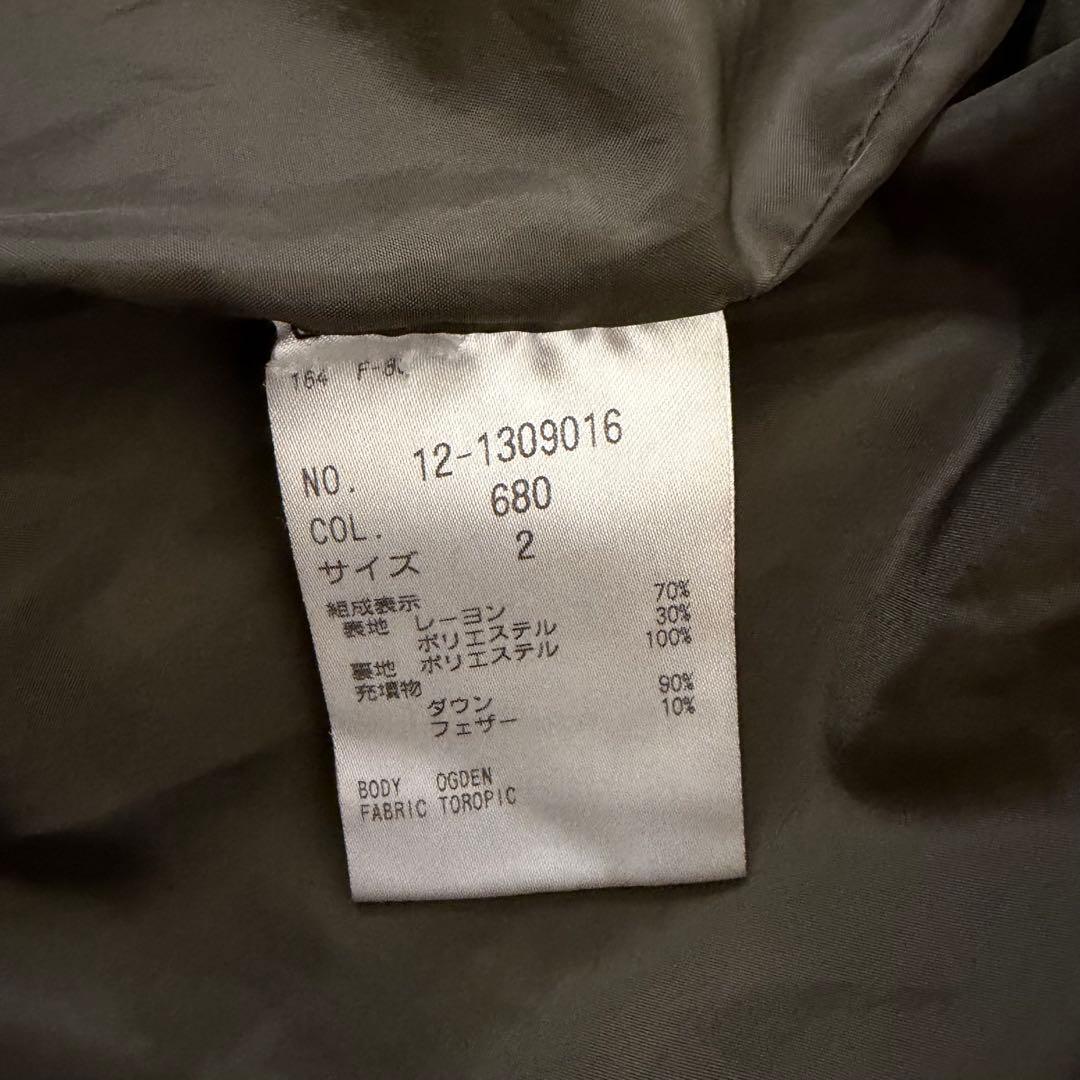 164
NO. 12-1309016
COL. 680
サイズ 2
組成表示
表地 レーヨン 70%
ポリエステル 30%
裏地 ポリエステル 100%
充填物
ダウン 90%
フェザー 10%
BODY OGDEN
FABRIC TOROPIC